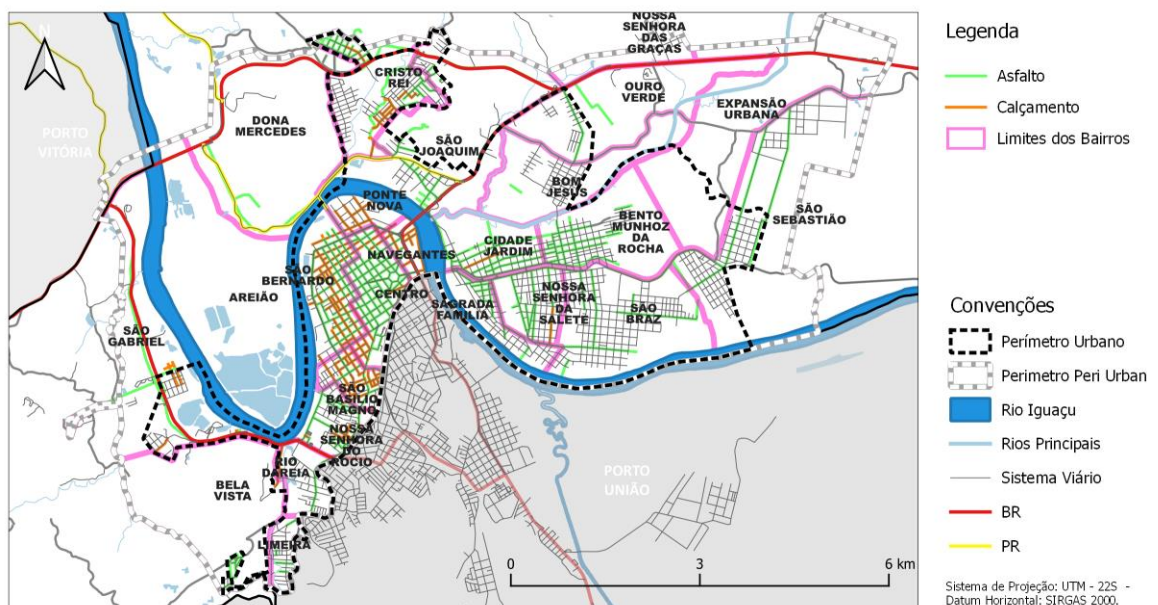 NOSSA
SENHORA
DAS
GRAÇAS
N
CRISTO
REI
OURO
VERDE
EXPANSÃO
URBANA
DONA
MERCEDES
PORTO
VITÓRIA
SÃO
JOAQUIM
BOM
JESUS
PONTE
NOVA
BENTO
MUNHOZ
DA
ROCHA
SÃO
SEBASTIÃO
CIDADE
JARDIM
NAVEGANTES
SÃO
BERNARDO
AREIÃO
CENTRO
SAGRADA
FAMILIA
NOSSA
SENHORA
DA
SALETE
SÃO
BRAZ
SÃO
GABRIEL
SÃO
BASILIO
MAGNO
NOSSA
SENHORA
DO
ROCIO
RIO
DAREIA
BELA
VISTA
PORTO
UNIÃO
LIMEIRA
0 3 6 km
Legenda
Asfalto
Calçamento
Limites dos Bairros
Convenções
Perímetro Urbano
Perimetro Peri Urban
Rio Iguaçu
Rios Principais
Sistema Viário
BR
PR
Sistema de Projeção: UTM - 22S -
Datum Horizontal: SIRGAS 2000.